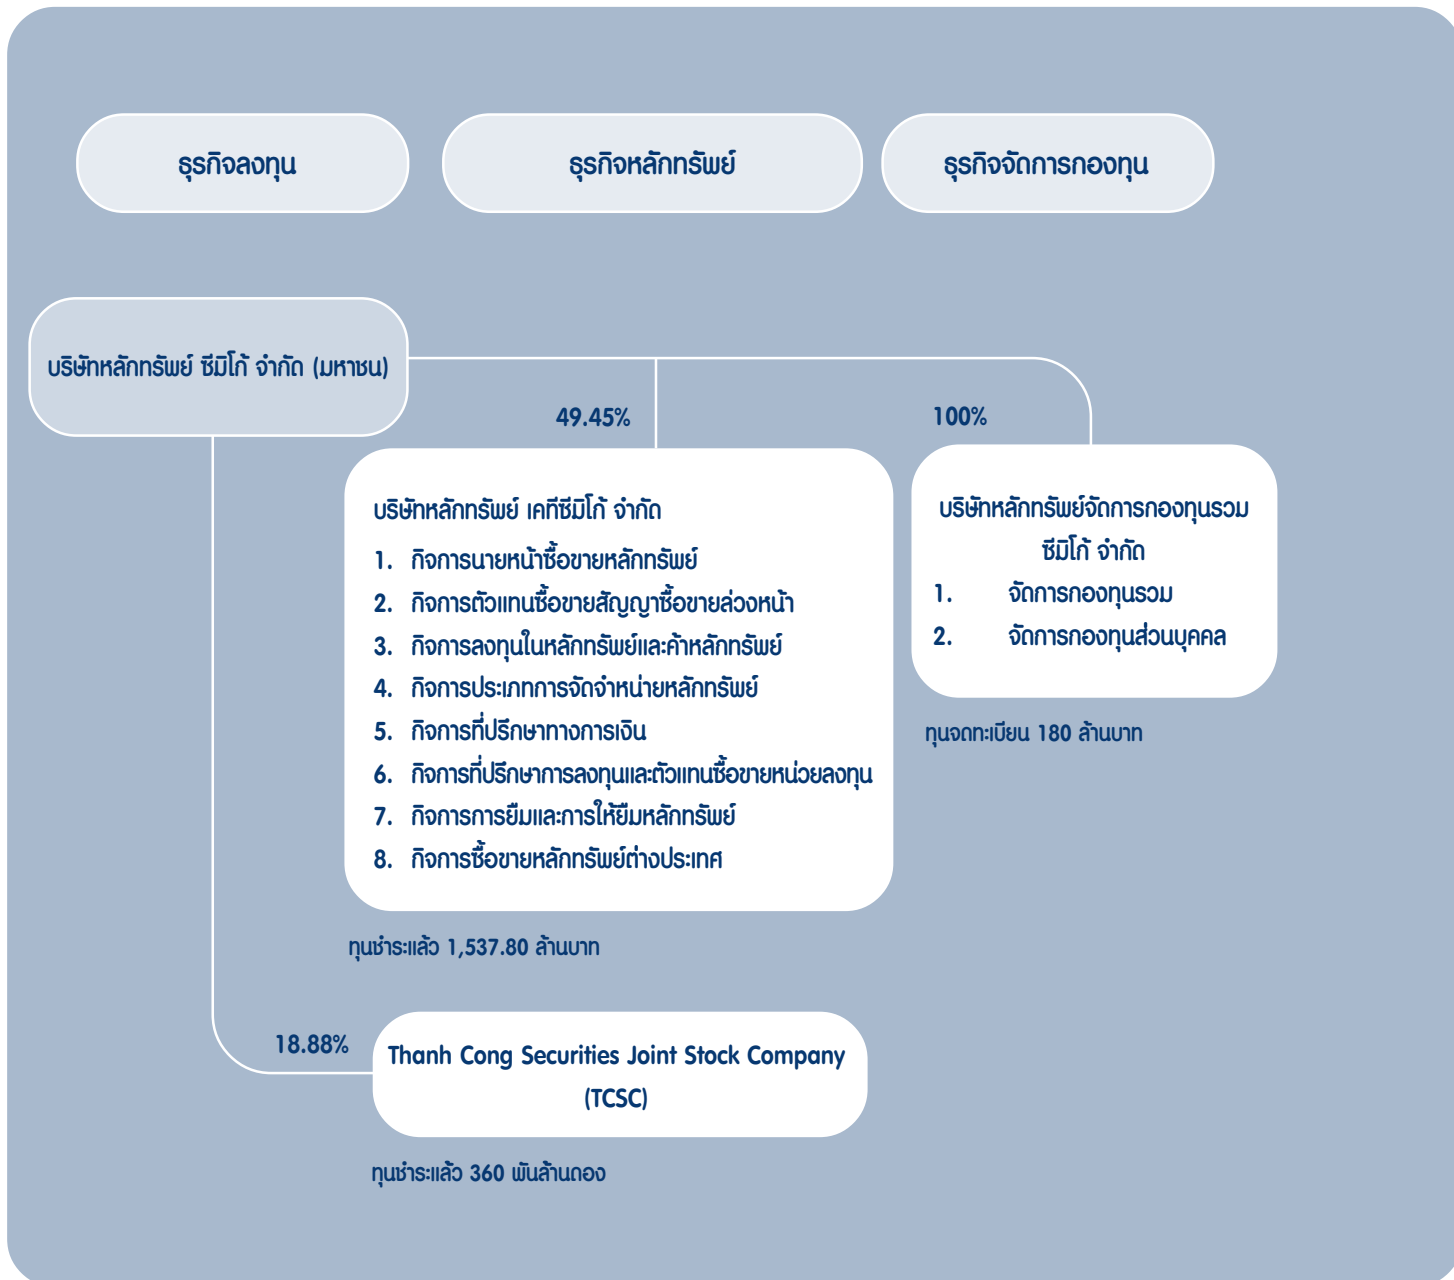 ธุรกิจลงทุน
ธุรกิจหลักทรัพย์
ธุรกิจจัดการกองทุน
บริษัทหลักทรัพย์ ซีมิโก้ จำกัด (มหาชน)
49.45%
100%
บริษัทหลักทรัพย์ เคทีซีมิโก้ จำกัด
1. กิจการนายหน้าซื้อขายหลักทรัพย์
2. กิจการตัวแทนซื้อขายสัญญาซื้อขายล่วงหน้า
3. กิจการลงทุนในหลักทรัพย์และค้าหลักทรัพย์
4. กิจการประเภทการจัดจำหน่ายหลักทรัพย์
5. กิจการที่ปรึกษาทางการเงิน
6. กิจการที่ปรึกษาการลงทุนและตัวแทนซื้อขายหน่วยลงทุน
7. กิจการการยืมและการให้ยืมหลักทรัพย์
8. กิจการซื้อขายหลักทรัพย์ต่างประเทศ
ทุนชำระแล้ว 1,537.80 ล้านบาท
บริษัทหลักทรัพย์จัดการกองทุนรวม
ซีมิโก้ จำกัด
1. จัดการกองทุนรวม
2. จัดการกองทุนส่วนบุคคล
ทุนจดทะเบียน 180 ล้านบาท
18.88%
Thanh Cong Securities Joint Stock Company
(TCSC)
ทุนชำระแล้ว 360 พันล้านดอง